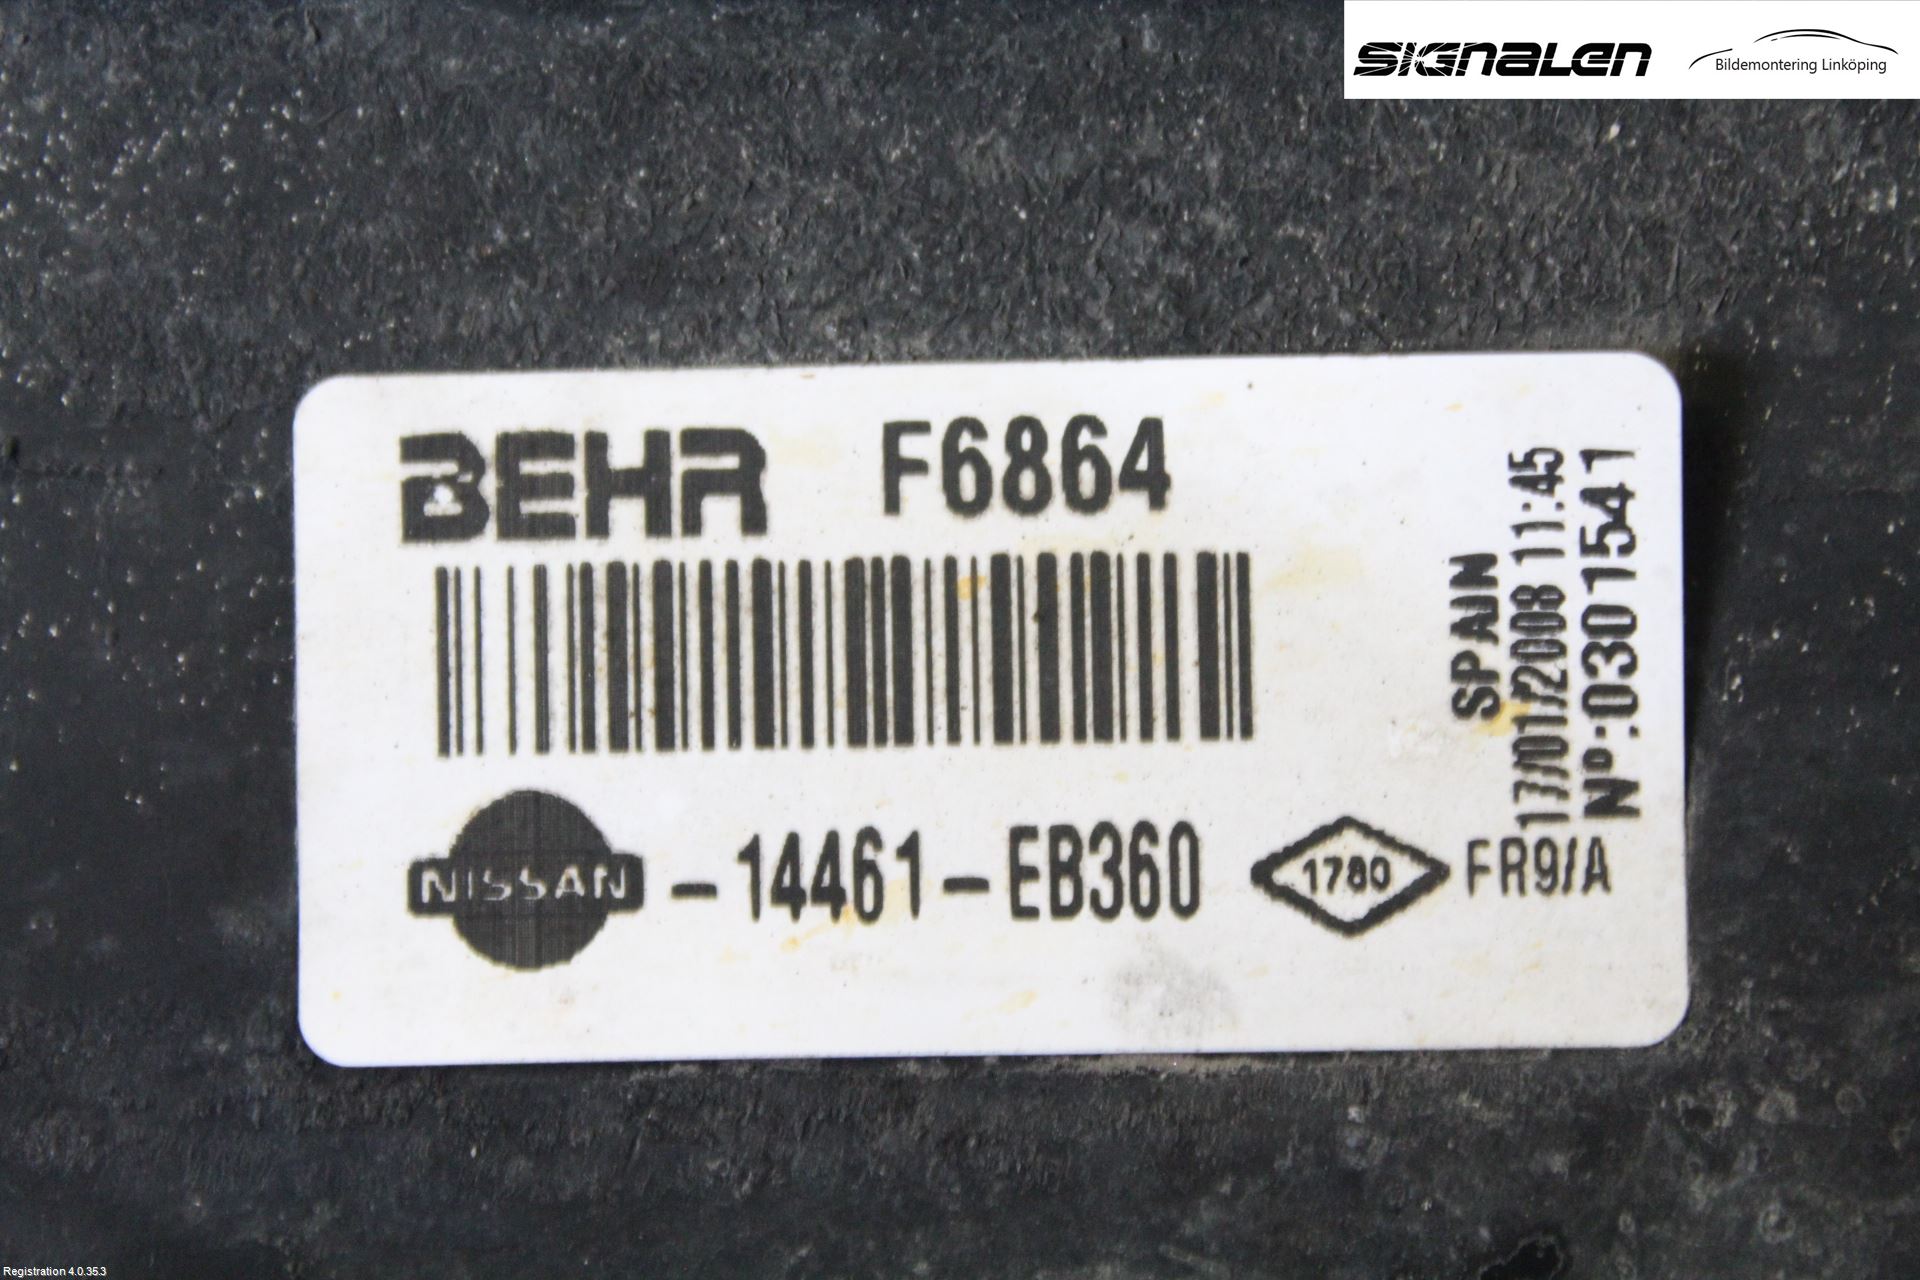 SIGNALEN
Bildemontering Linköping
BEHR F6864
SPAIN
17/01/2008 11:45
Nº:0301541
NISSAN -14461-EB360 1780 FR9/A
Registration 4.0.35.3